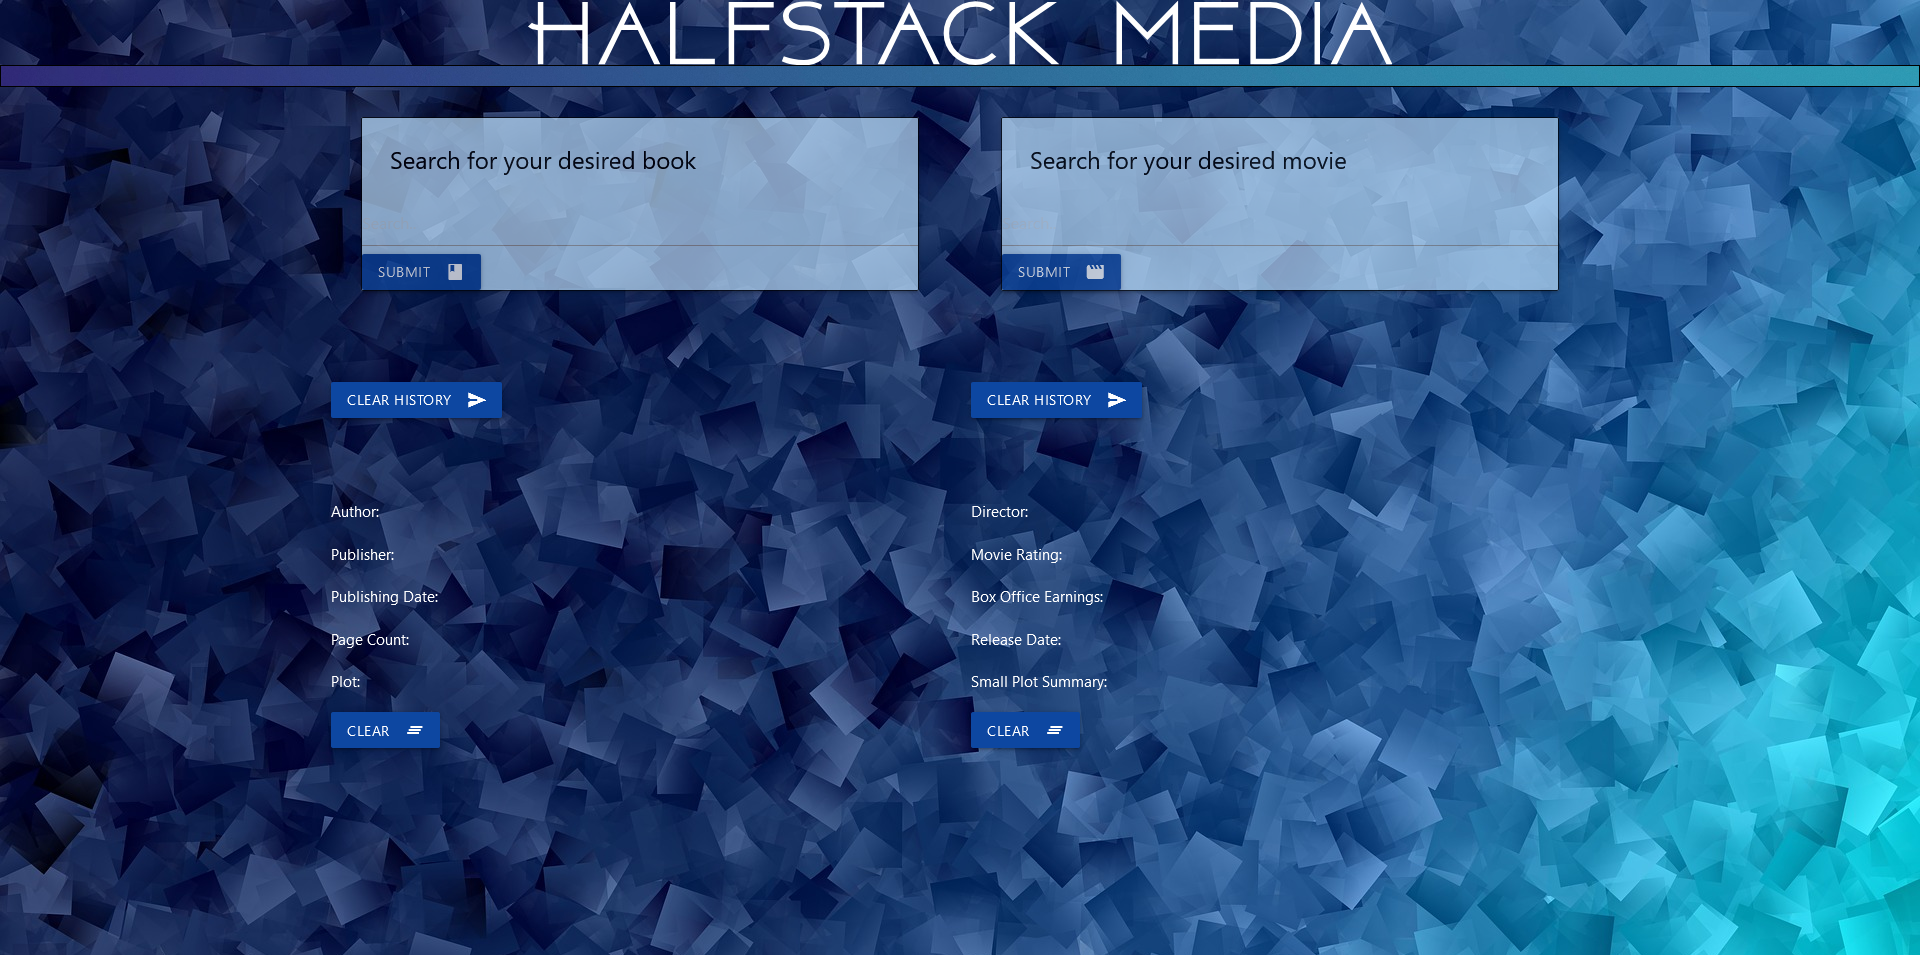 HALFSTACK MEDIA
Search for your desired book
SUBMIT
CLEAR HISTORY
Author:
Publisher:
Publishing Date:
Page Count:
Plot:
CLEAR
Search for your desired movie
SUBMIT
CLEAR HISTORY
Director:
Movie Rating:
Box Office Earnings:
Release Date:
Small Plot Summary:
CLEAR